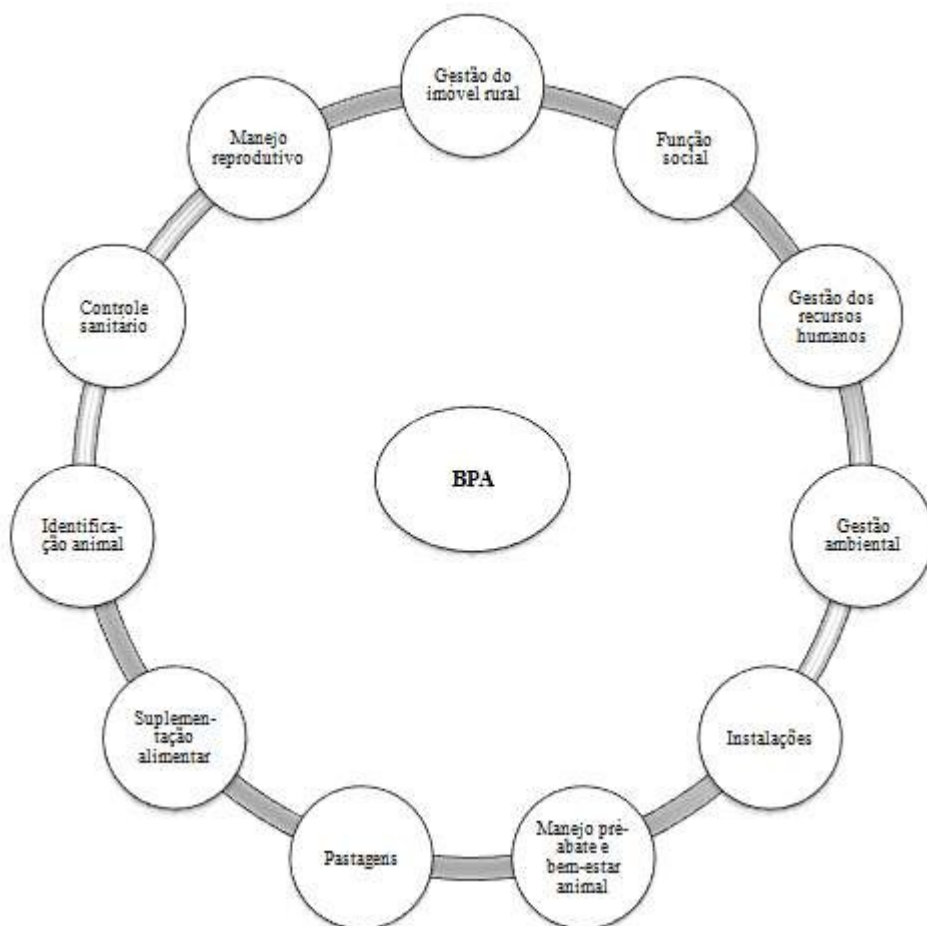 Gestão do
imóvel rural
Função
social
Gestão dos
recursos
humanos
Gestão
ambiental
Instalações
Manejo pré-
abate e
bem-estar
animal
Pastagens
Suplemen-
tação
alimentar
Identifica-
ção animal
Controle
sanitário
Manejo
reprodutivo
BPA